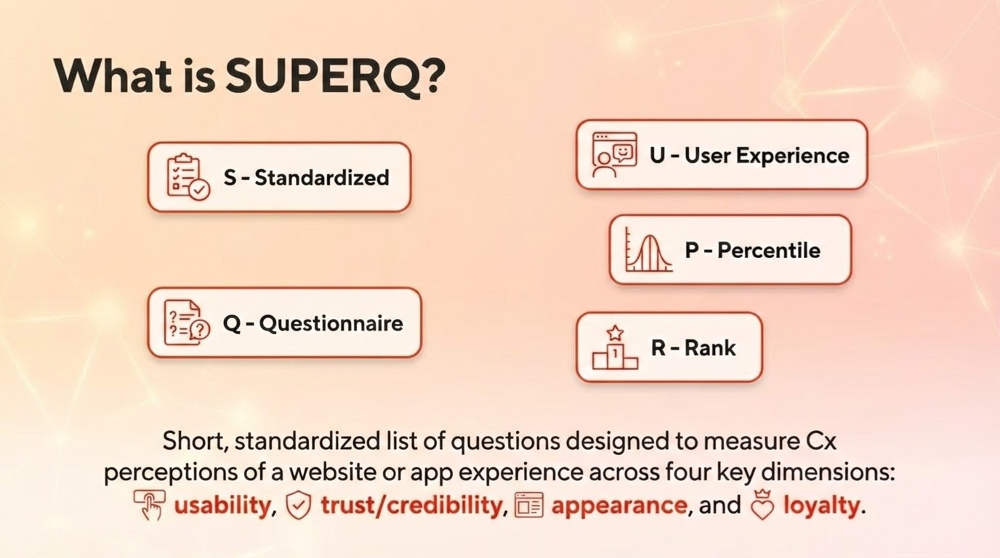 What is SUPERQ?
S - Standardized
U - User Experience
P - Percentile
Q - Questionnaire
R - Rank
1
Short, standardized list of questions designed to measure Cx
perceptions of a website or app experience across four key dimensions:
usability, trust/credibility, appearance, and loyalty.